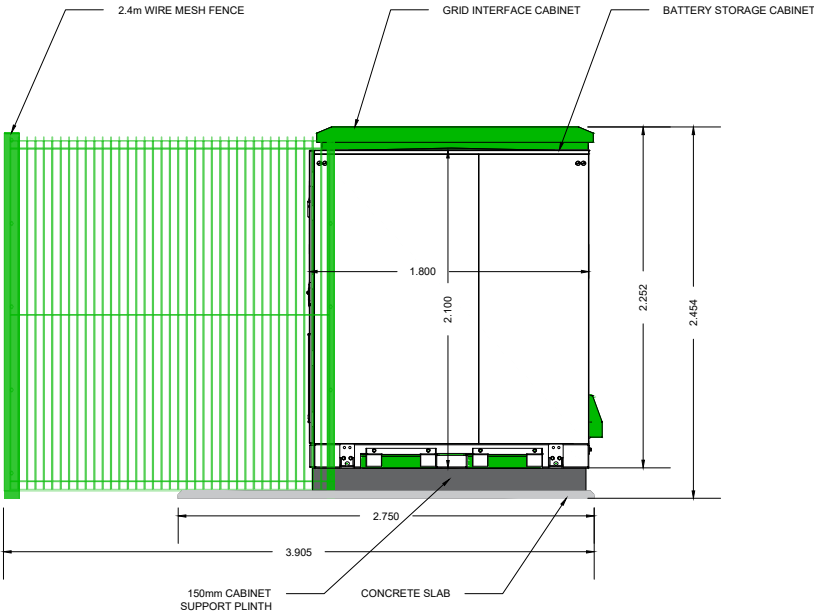 2.4m WIRE MESH FENCE
GRID INTERFACE CABINET
BATTERY STORAGE CABINET
1.800
2.100
2.252
2.454
2.750
3.905
150mm CABINET
SUPPORT PLINTH
CONCRETE SLAB